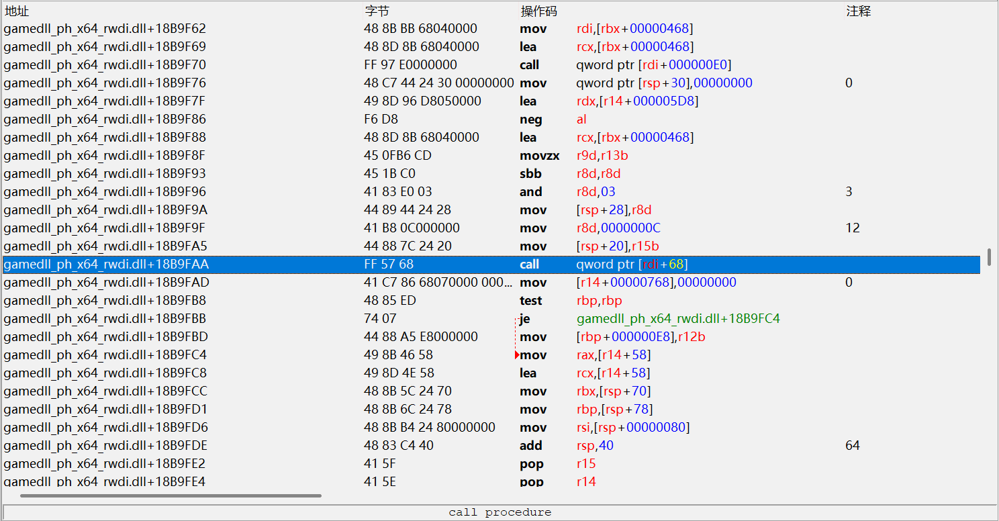 地址 字节 操作码 注释
gamedll_ph_x64_rwdi.dll+18B9F62 48 8B BB 68040000 mov rdi,[rbx+00000468]
gamedll_ph_x64_rwdi.dll+18B9F69 48 8D 8B 68040000 lea rcx,[rbx+00000468]
gamedll_ph_x64_rwdi.dll+18B9F70 FF 97 E0000000 call qword ptr [rdi+000000E0]
gamedll_ph_x64_rwdi.dll+18B9F76 48 C7 44 24 30 00000000 mov qword ptr [rsp+30],00000000 0
gamedll_ph_x64_rwdi.dll+18B9F7F 49 8D 96 D8050000 lea rdx,[r14+000005D8]
gamedll_ph_x64_rwdi.dll+18B9F86 F6 D8 neg al
gamedll_ph_x64_rwdi.dll+18B9F88 48 8D 8B 68040000 lea rcx,[rbx+00000468]
gamedll_ph_x64_rwdi.dll+18B9F8F 45 0FB6 CD movzx r9d,r13b
gamedll_ph_x64_rwdi.dll+18B9F93 45 1B C0 sbb r8d,r8d
gamedll_ph_x64_rwdi.dll+18B9F96 41 83 E0 03 and r8d,03 3
gamedll_ph_x64_rwdi.dll+18B9F9A 44 89 44 24 28 mov [rsp+28],r8d
gamedll_ph_x64_rwdi.dll+18B9F9F 41 B8 0C000000 mov r8d,0000000C 12
gamedll_ph_x64_rwdi.dll+18B9FA5 44 88 7C 24 20 mov [rsp+20],r15b
gamedll_ph_x64_rwdi.dll+18B9FAA FF 57 68 call qword ptr [rdi+68]
gamedll_ph_x64_rwdi.dll+18B9FAD 41 C7 86 68070000 000... mov [r14+00000768],00000000 0
gamedll_ph_x64_rwdi.dll+18B9FB8 48 85 ED test rbp,rbp
gamedll_ph_x64_rwdi.dll+18B9FBB 74 07 je gamedll_ph_x64_rwdi.dll+18B9FC4
gamedll_ph_x64_rwdi.dll+18B9FBD 44 88 A5 E8000000 mov [rbp+000000E8],r12b
gamedll_ph_x64_rwdi.dll+18B9FC4 49 8B 46 58 mov rax,[r14+58]
gamedll_ph_x64_rwdi.dll+18B9FC8 49 8D 4E 58 lea rcx,[r14+58]
gamedll_ph_x64_rwdi.dll+18B9FCC 48 8B 5C 24 70 mov rbx,[rsp+70]
gamedll_ph_x64_rwdi.dll+18B9FD1 48 8B 6C 24 78 mov rbp,[rsp+78]
gamedll_ph_x64_rwdi.dll+18B9FD6 48 8B B4 24 80000000 mov rsi,[rsp+00000080]
gamedll_ph_x64_rwdi.dll+18B9FDE 48 83 C4 40 add rsp,40 64
gamedll_ph_x64_rwdi.dll+18B9FE2 41 5F pop r15
gamedll_ph_x64_rwdi.dll+18B9FE4 41 5E pop r14
call procedure